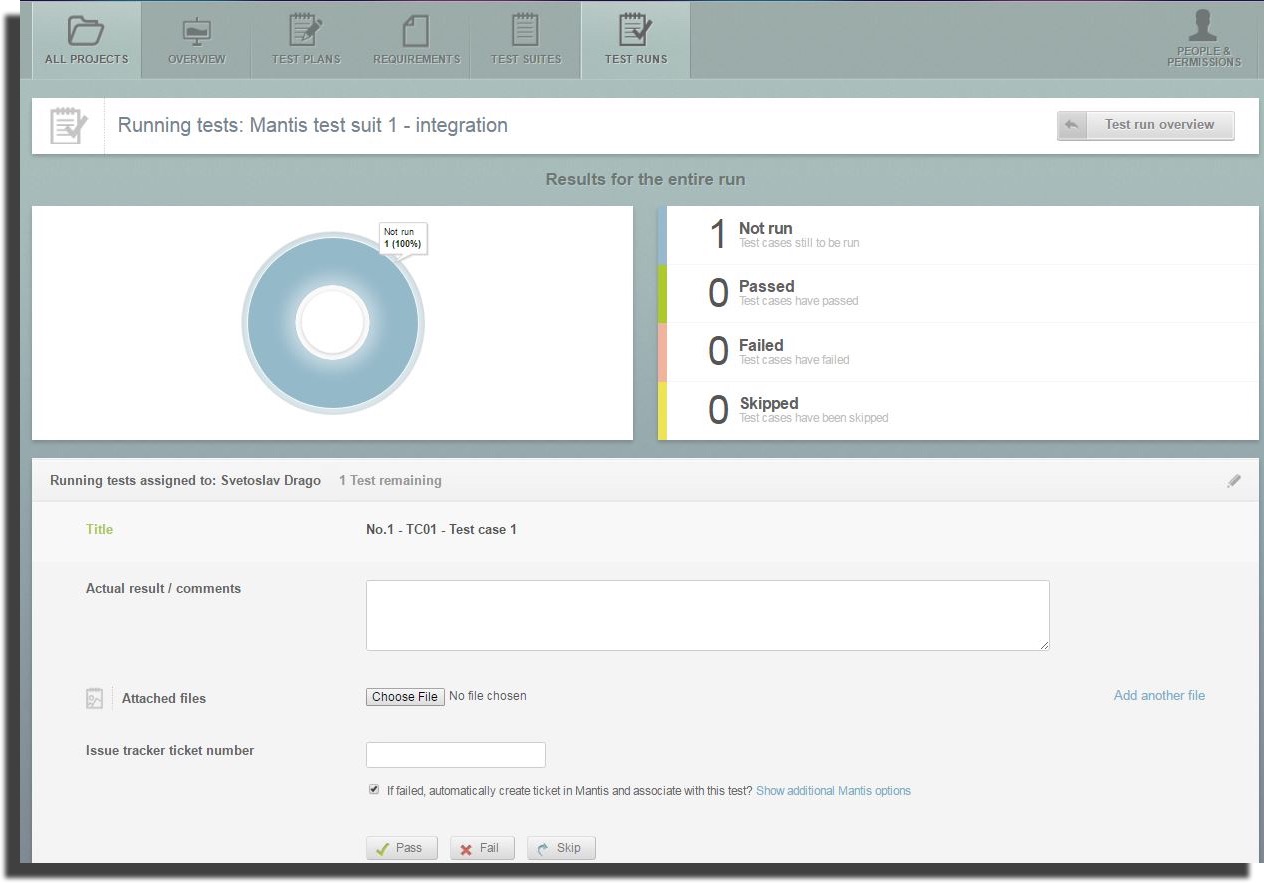 ALL PROJECTS
OVERVIEW
TEST PLANS
REQUIREMENTS
TEST SUITES
TEST RUNS
PEOPLE &
PERMISSIONS
Running tests: Mantis test suit 1 - integration
Test run overview
Results for the entire run
Not run
1 (100%)
1 Not run
Test cases still to be run
0 Passed
Test cases have passed
0 Failed
Test cases have failed
0 Skipped
Test cases have been skipped
Running tests assigned to: Svetoslav Drago 1 Test remaining
Title No.1 - TC01 - Test case 1
Actual result / comments
Attached files Choose File No file chosen Add another file
Issue tracker ticket number
If failed, automatically create ticket in Mantis and associate with this test? Show additional Mantis options
Pass Fail Skip